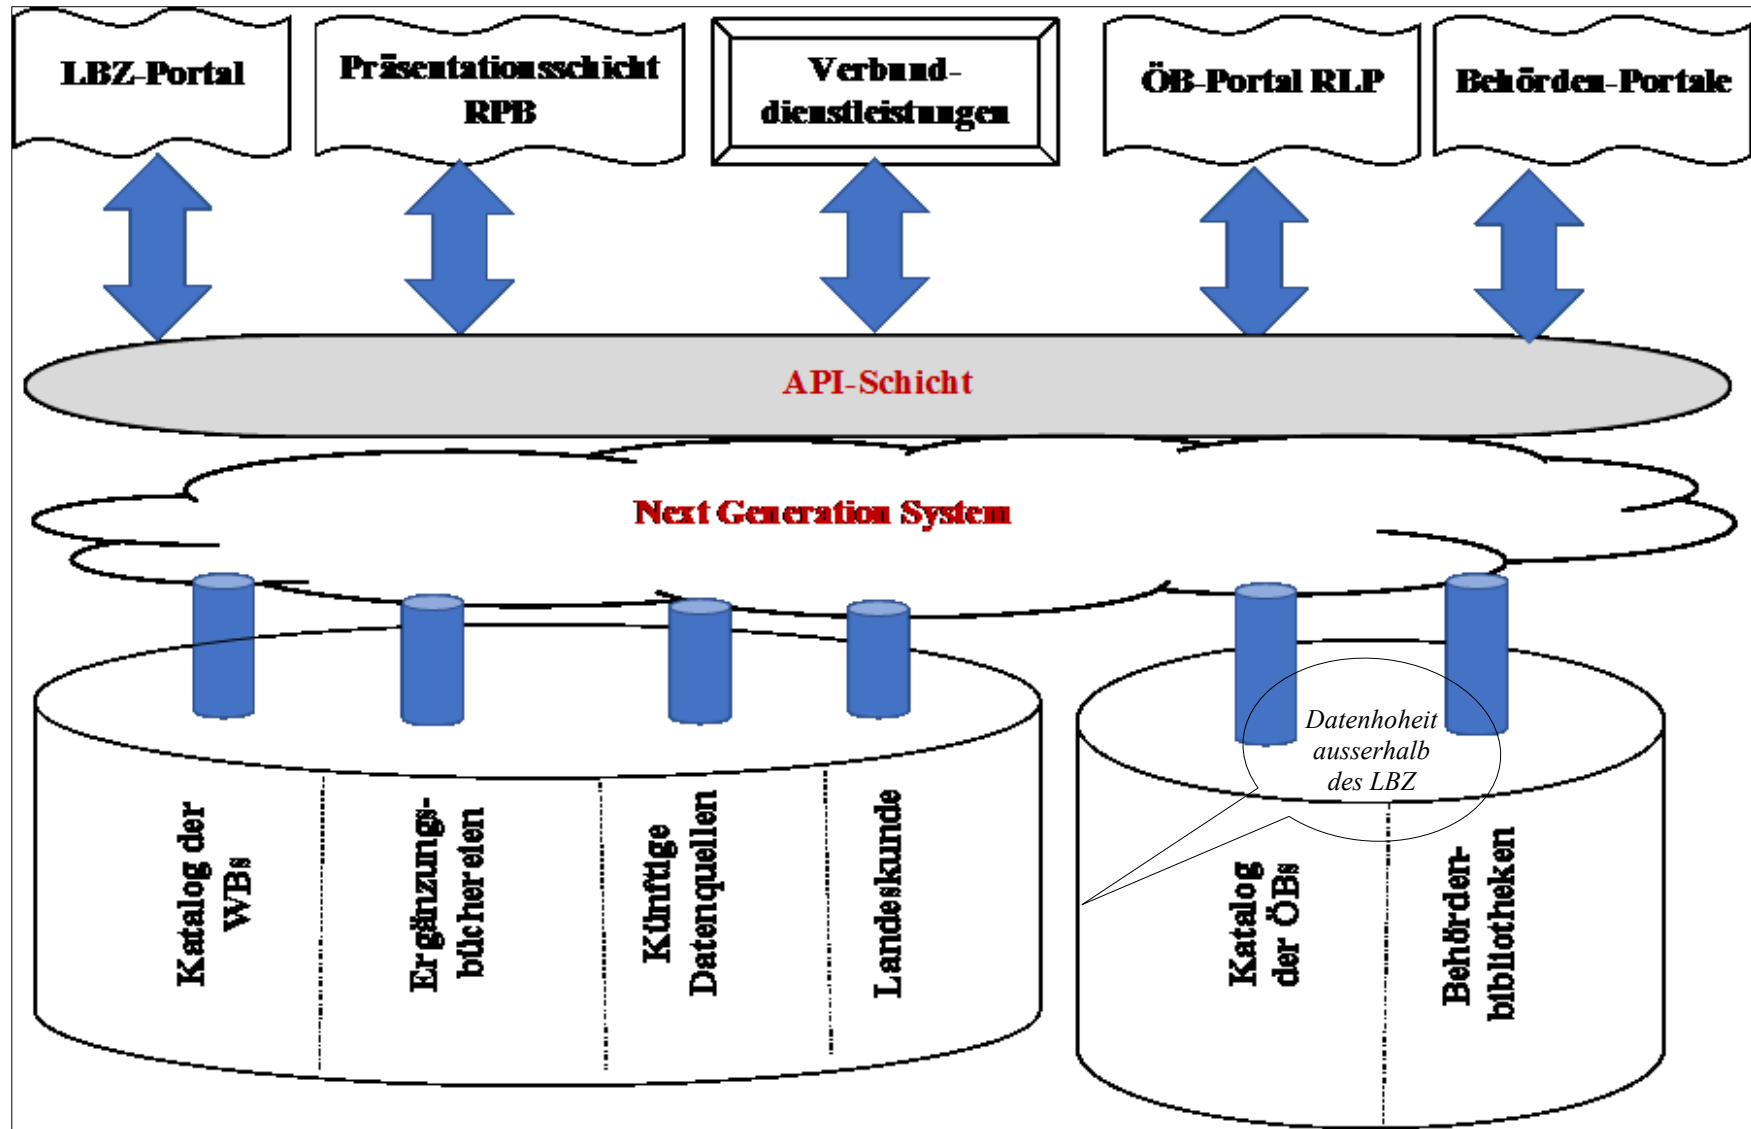 LBZ-Portal
Präsentationsschicht
RPB
Verbund-
dienstleistungen
ÖB-Portal RLP
Behörden-Portale
API-Schicht
Next Generation System
Katalog der
WBs
Ergänzungs-
büchereien
Künftige
Datenquellen
Landeskunde
Datenhoheit
ausserhalb
des LBZ
Katalog
der ÖBs
Behörden-
bibliotheken